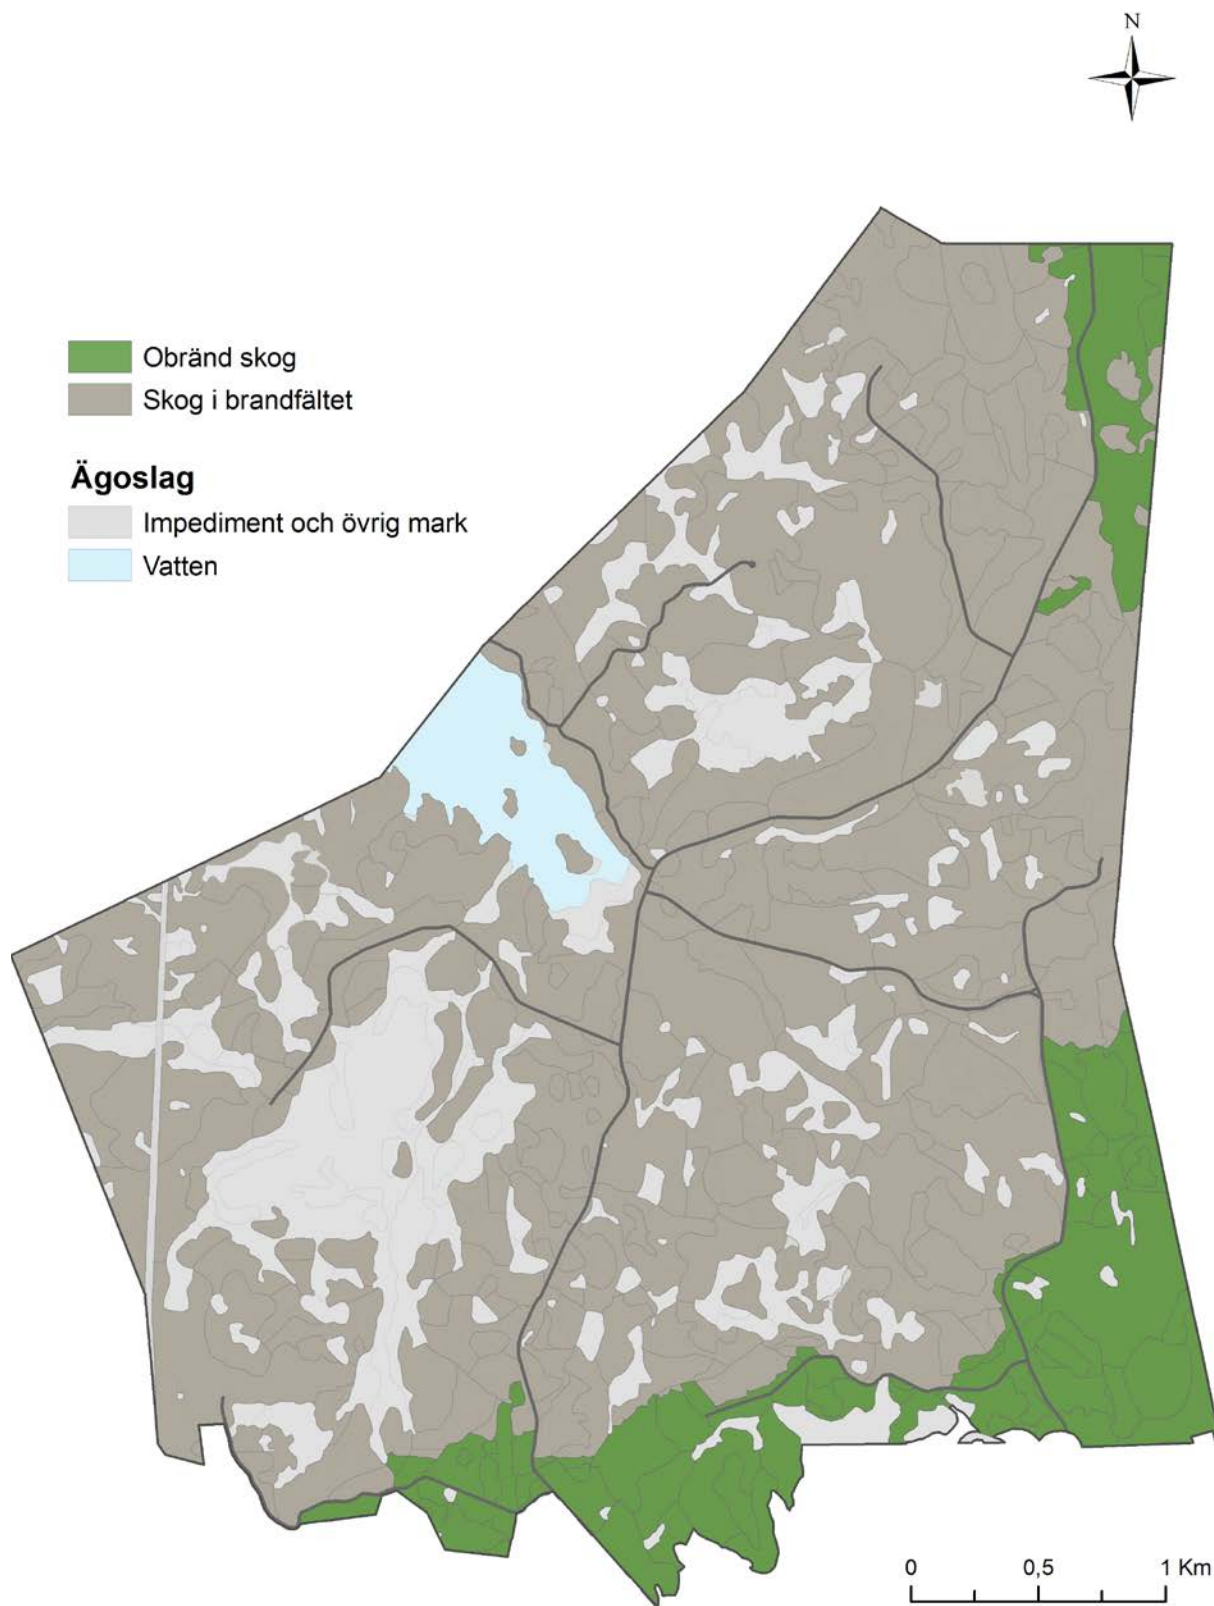 N
Obränd skog
Skog i brandfältet
Ägoslag
Impediment och övrig mark
Vatten
0 0,5 1 Km